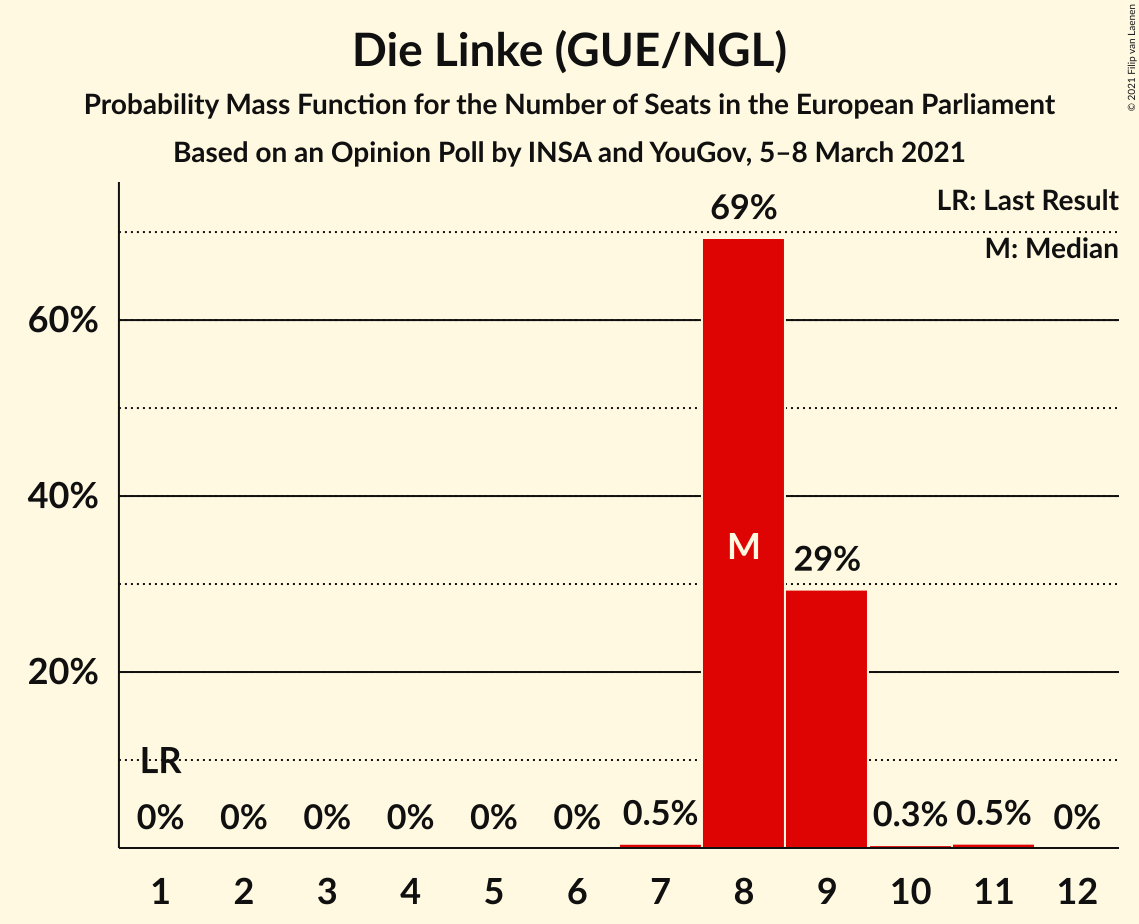 Die Linke (GUE/NGL)
Probability Mass Function for the Number of Seats in the European Parliament
Based on an Opinion Poll by INSA and YouGov, 5–8 March 2021
© 2021 Filip van Laenen
LR: Last Result
M: Median
69%
60%
40%
M
29%
20%
LR
0% 0% 0% 0% 0% 0% 0.5% 0.3% 0.5% 0%
1 2 3 4 5 6 7 8 9 10 11 12